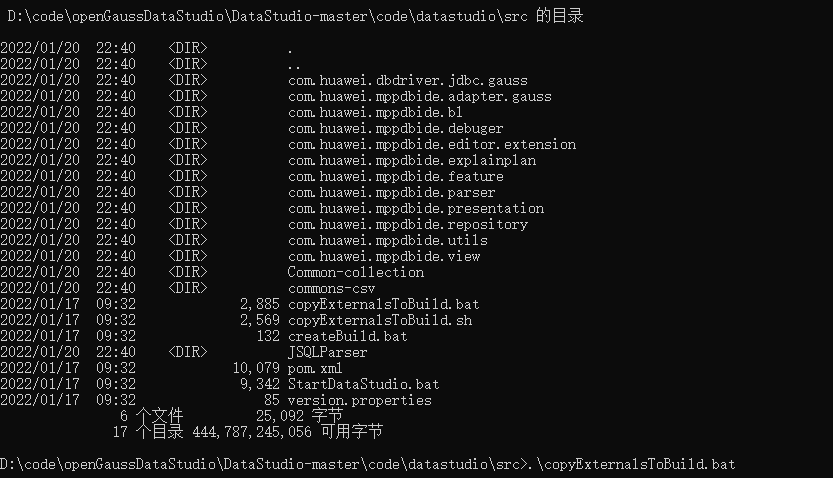 D:\code\openGaussDataStudio\DataStudio-master\code\datastudio\src 的目录
2022/01/20  22:40    <DIR>          .
2022/01/20  22:40    <DIR>          ..
2022/01/20  22:40    <DIR>          com.huawei.dbdriver.jdbc.gauss
2022/01/20  22:40    <DIR>          com.huawei.mppdbide.adapter.gauss
2022/01/20  22:40    <DIR>          com.huawei.mppdbide.bl
2022/01/20  22:40    <DIR>          com.huawei.mppdbide.debuger
2022/01/20  22:40    <DIR>          com.huawei.mppdbide.editor.extension
2022/01/20  22:40    <DIR>          com.huawei.mppdbide.explainplan
2022/01/20  22:40    <DIR>          com.huawei.mppdbide.feature
2022/01/20  22:40    <DIR>          com.huawei.mppdbide.parser
2022/01/20  22:40    <DIR>          com.huawei.mppdbide.presentation
2022/01/20  22:40    <DIR>          com.huawei.mppdbide.repository
2022/01/20  22:40    <DIR>          com.huawei.mppdbide.utils
2022/01/20  22:40    <DIR>          com.huawei.mppdbide.view
2022/01/20  22:40    <DIR>          Common-collection
2022/01/20  22:40    <DIR>          commons-csv
2022/01/17  09:32             2,885 copyExternalsToBuild.bat
2022/01/17  09:32             2,569 copyExternalsToBuild.sh
2022/01/17  09:32               132 createBuild.bat
2022/01/20  22:40    <DIR>          JSQLParser
2022/01/17  09:32            10,079 pom.xml
2022/01/17  09:32             9,342 StartDataStudio.bat
2022/01/17  09:32                85 version.properties
6 个文件         25,092 字节
17 个目录 444,787,245,056 可用字节
D:\code\openGaussDataStudio\DataStudio-master\code\datastudio\src>.\copyExternalsToBuild.bat